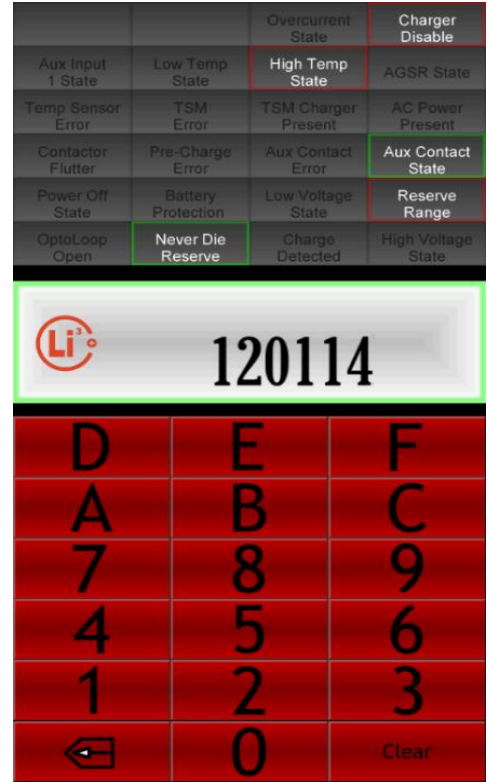 Overcurrent State
Charger Disable
Aux Input 1 State
Low Temp State
High Temp State
AGSR State
Temp Sensor Error
TSM Error
TSM Charger Present
AC Power Present
Contactor Flutter
Pre-Charge Error
Aux Contact Error
Aux Contact State
Power Off State
Battery Protection
Low Voltage State
Reserve Range
OptoLoop Open
Never Die Reserve
Charge Detected
High Voltage State
Li3+
120114
D E F
A B C
7 8 9
4 5 6
1 2 3
0 Clear